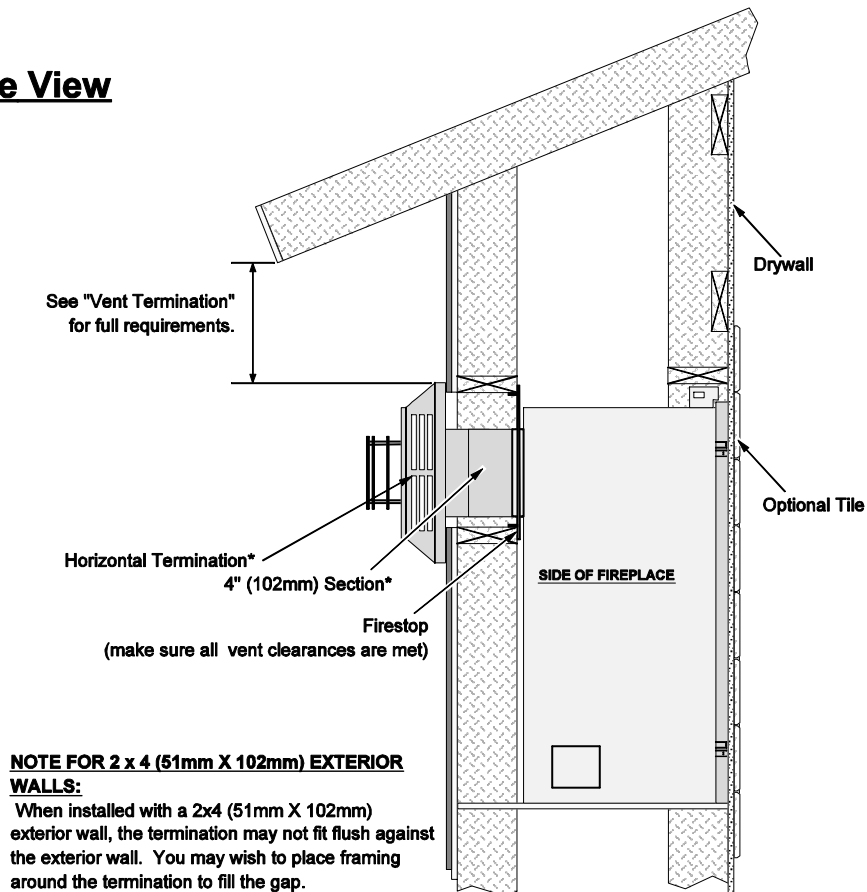 e View
Drywall
See "Vent Termination"
for full requirements.
Optional Tile
Horizontal Termination*
4" (102mm) Section*
SIDE OF FIREPLACE
Firestop
(make sure all vent clearances are met)
NOTE FOR 2 x 4 (51mm X 102mm) EXTERIOR
WALLS:
When installed with a 2x4 (51mm X 102mm)
exterior wall, the termination may not fit flush against
the exterior wall. You may wish to place framing
around the termination to fill the gap.